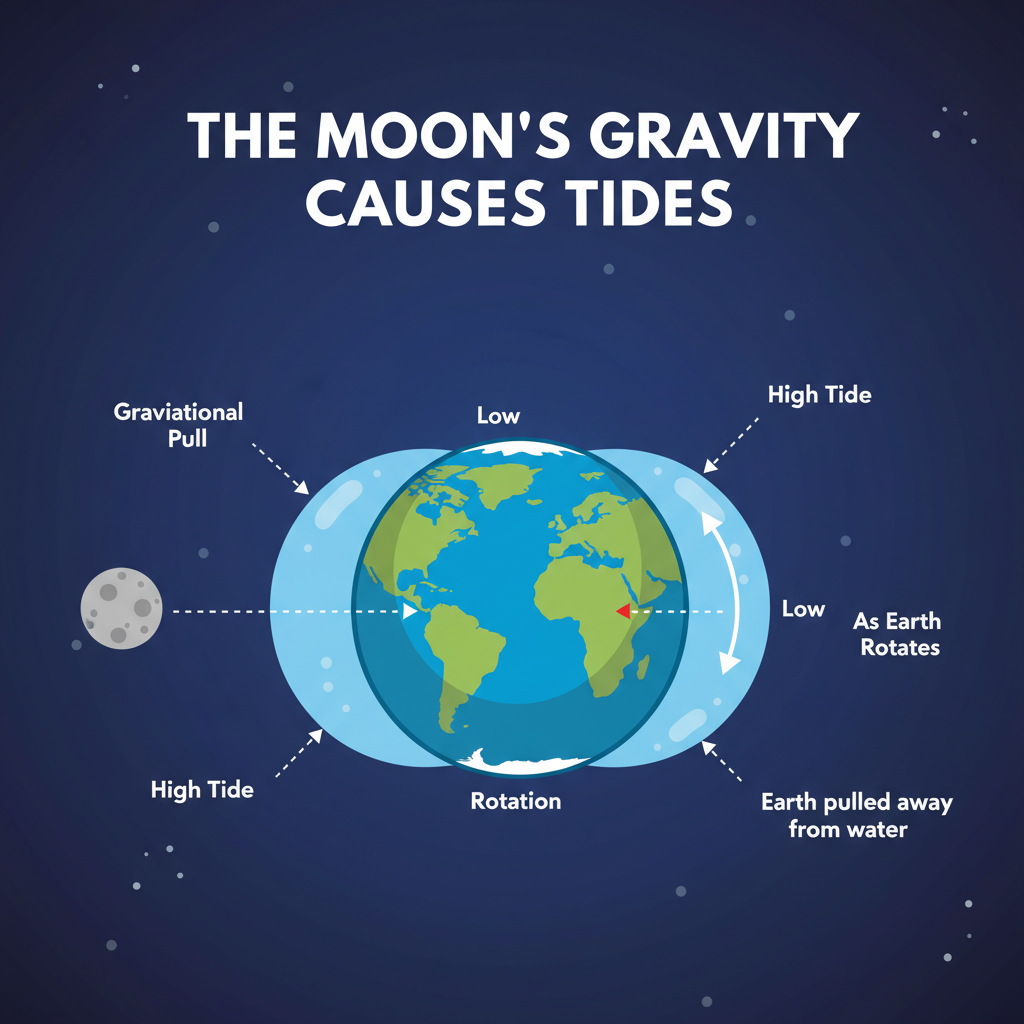 THE MOON'S GRAVITY
CAUSES TIDES
Graviational
Pull
Low
High Tide
Low
As Earth
Rotates
High Tide
Rotation
Earth pulled away
from water